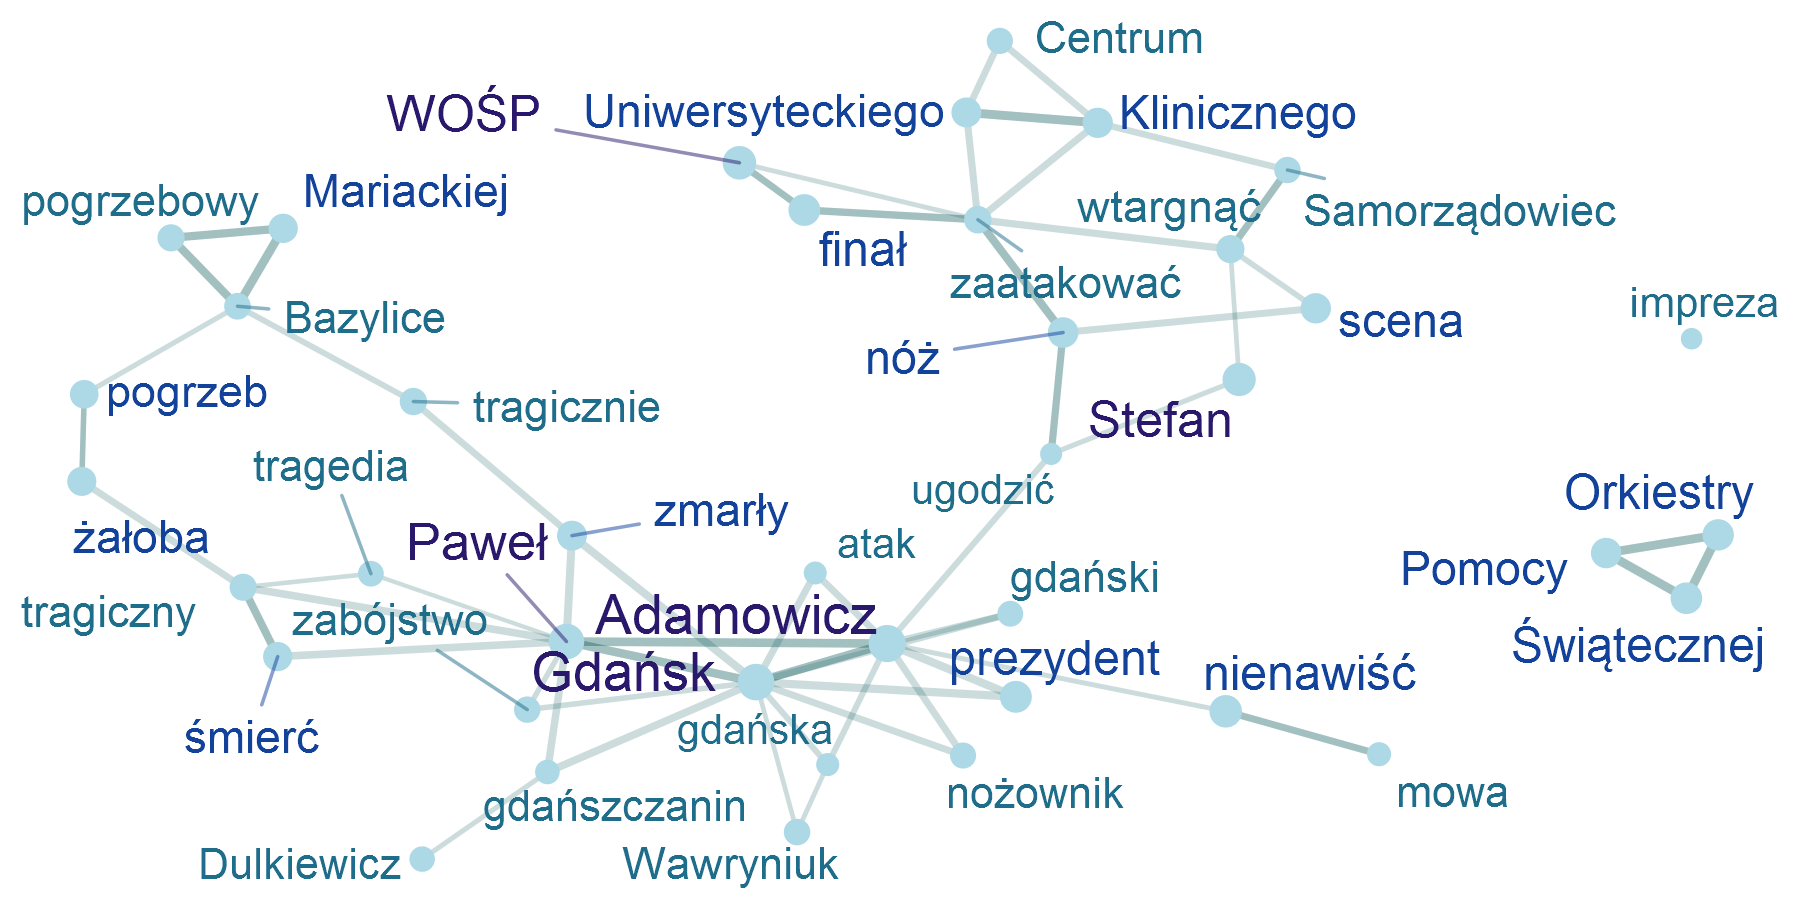 Centrum
WOŚP
Uniwersyteckiego
Klinicznego
pogrzebowy
Mariackiej
wtargnąć
Samorządowiec
finał
zaatakować
Bazylice
impreza
scena
nóż
pogrzeb
tragicznie
Stefan
tragedia
ugodzić
Orkiestry
żałoba
Paweł
zmarły
atak
gdański
Pomocy
tragiczny
zabójstwo
Adamowicz
Świątecznej
Gdańsk
prezydent
nienawiść
śmierć
gdańska
gdańszczanin
nożownik
mowa
Dulkiewicz
Wawryniuk